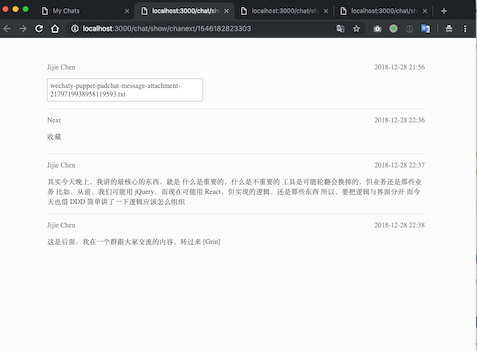 My Chats
localhost:3000/chat/show/
localhost:3000/chat/sh
localhost:3000/chat/sh
localhost:3000/chat/show/chanext/1546182823303
Jijie Chen 2018-12-28 21:56
wechaty-puppet-padchat-message-attachment-
2179719938958119593.txt
Next 2018-12-28 22:36
收藏
Jijie Chen 2018-12-28 22:37
其实今天晚上，我讲的最核心的东西，就是 什么是重要的，什么是不重要的 工具是可能轮翻会换掉的，但业务还是那些业
务 比如，从前，我们可能用 jQuery，而现在可能用 React，但实现的逻辑，还是那些东西 所以，要把逻辑与界面分开 而今
天也借 DDD 简单讲了一下逻辑应该怎么组织
Jijie Chen 2018-12-28 22:38
这是后面，我在一个群跟大家交流的内容，转过来 [Grin]